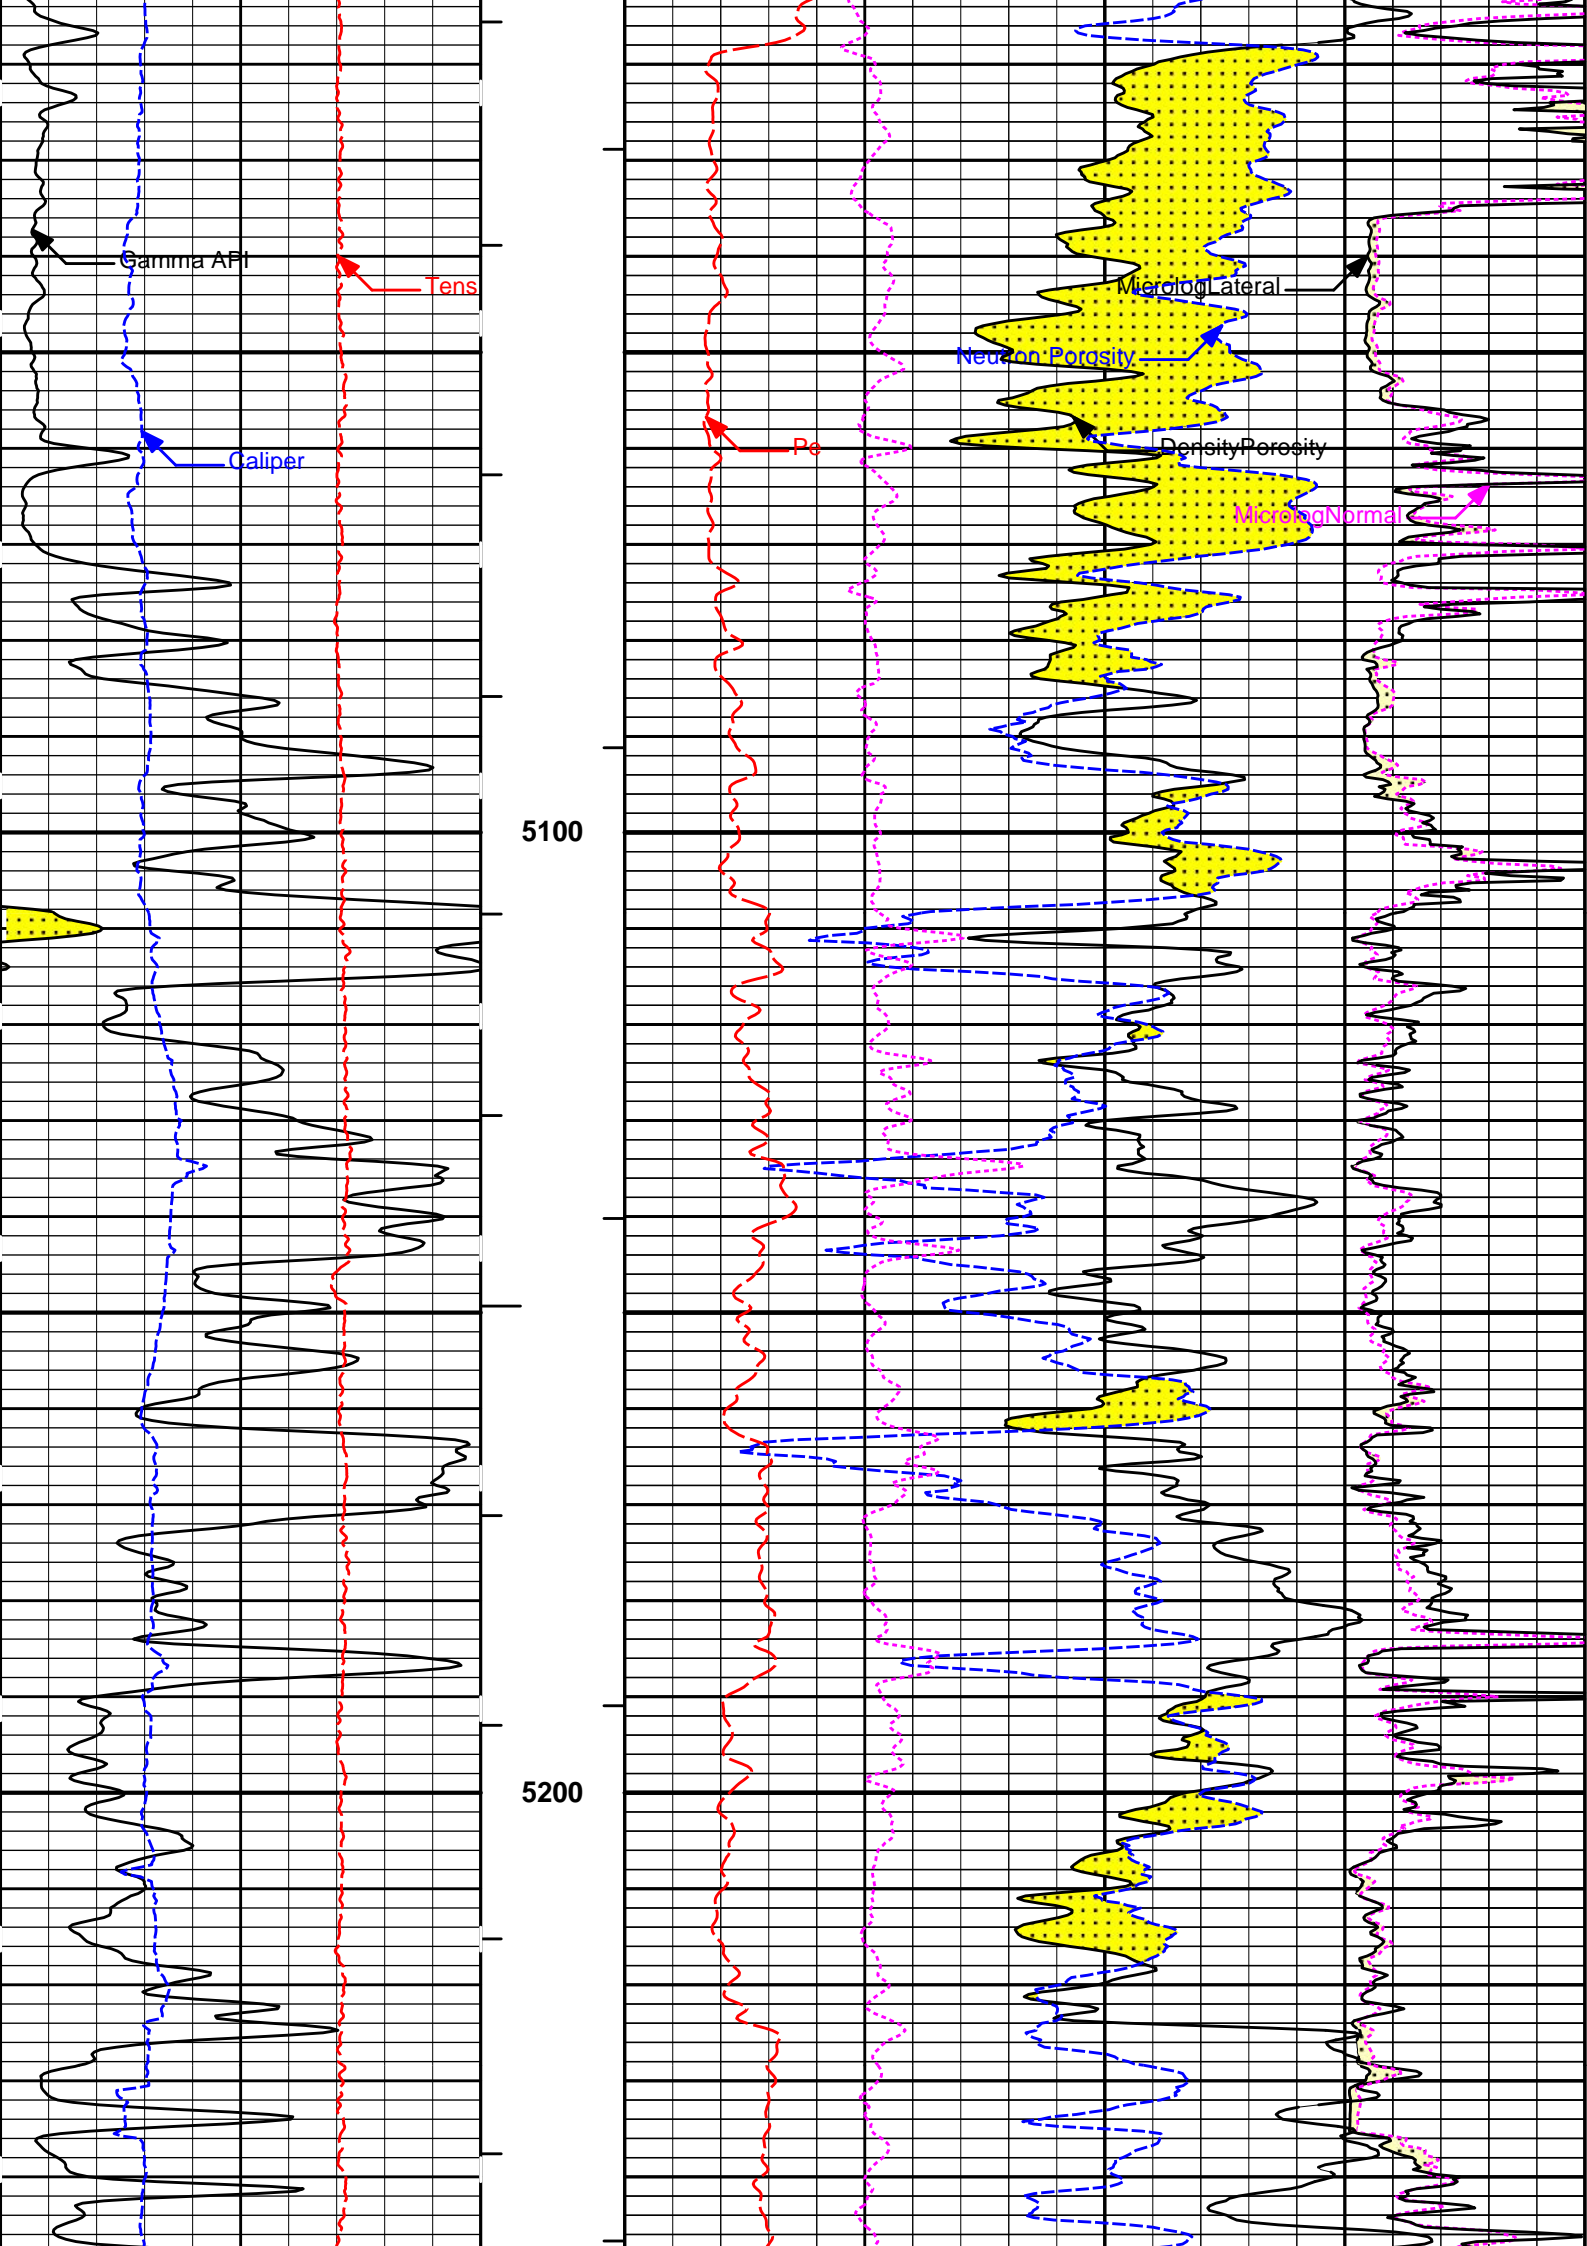 Gamma API
Tens
MicrologLateral
Neutron Porosity
Pe
DensityPorosity
Caliper
MicrologNormal
5100
5200